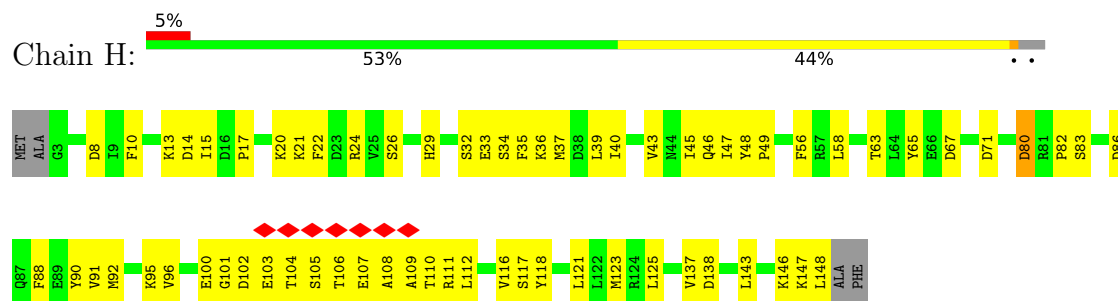 5%
Chain H:
53% 44% • •
MET ALA G3 D8 I9 F10 K13 D14 I15 D16 P17 K20 K21 F22 D23 R24 V25 S26 H29 S32 E33 S34 F35 K36 M37 D38 L39 I40 V43 N44 I45 Q46 I47 Y48 P49 F56 R57 L58 T63 L64 Y65 E66 D67 D71 D80 R81 P82 S83
Q87 F88 E89 Y90 V91 M92 K95 V96 E100 G101 D102 E103 T104 S105 T106 E107 A108 A109 T110 R111 L112 V116 S117 Y118 L121 L122 M123 R124 L125 V137 D138 L143 K146 K147 L148 ALA PHE